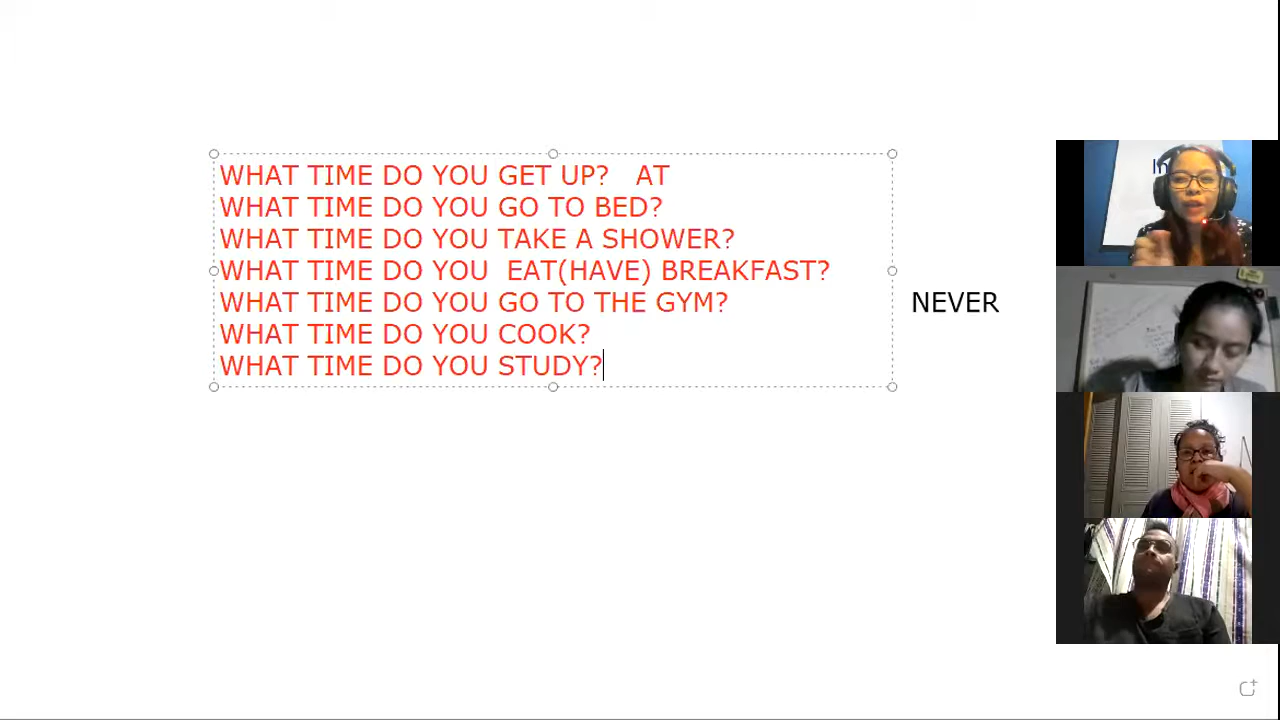 WHAT TIME DO YOU GET UP? AT
WHAT TIME DO YOU GO TO BED?
WHAT TIME DO YOU TAKE A SHOWER?
WHAT TIME DO YOU EAT(HAVE) BREAKFAST?
WHAT TIME DO YOU GO TO THE GYM? NEVER
WHAT TIME DO YOU COOK?
WHAT TIME DO YOU STUDY?